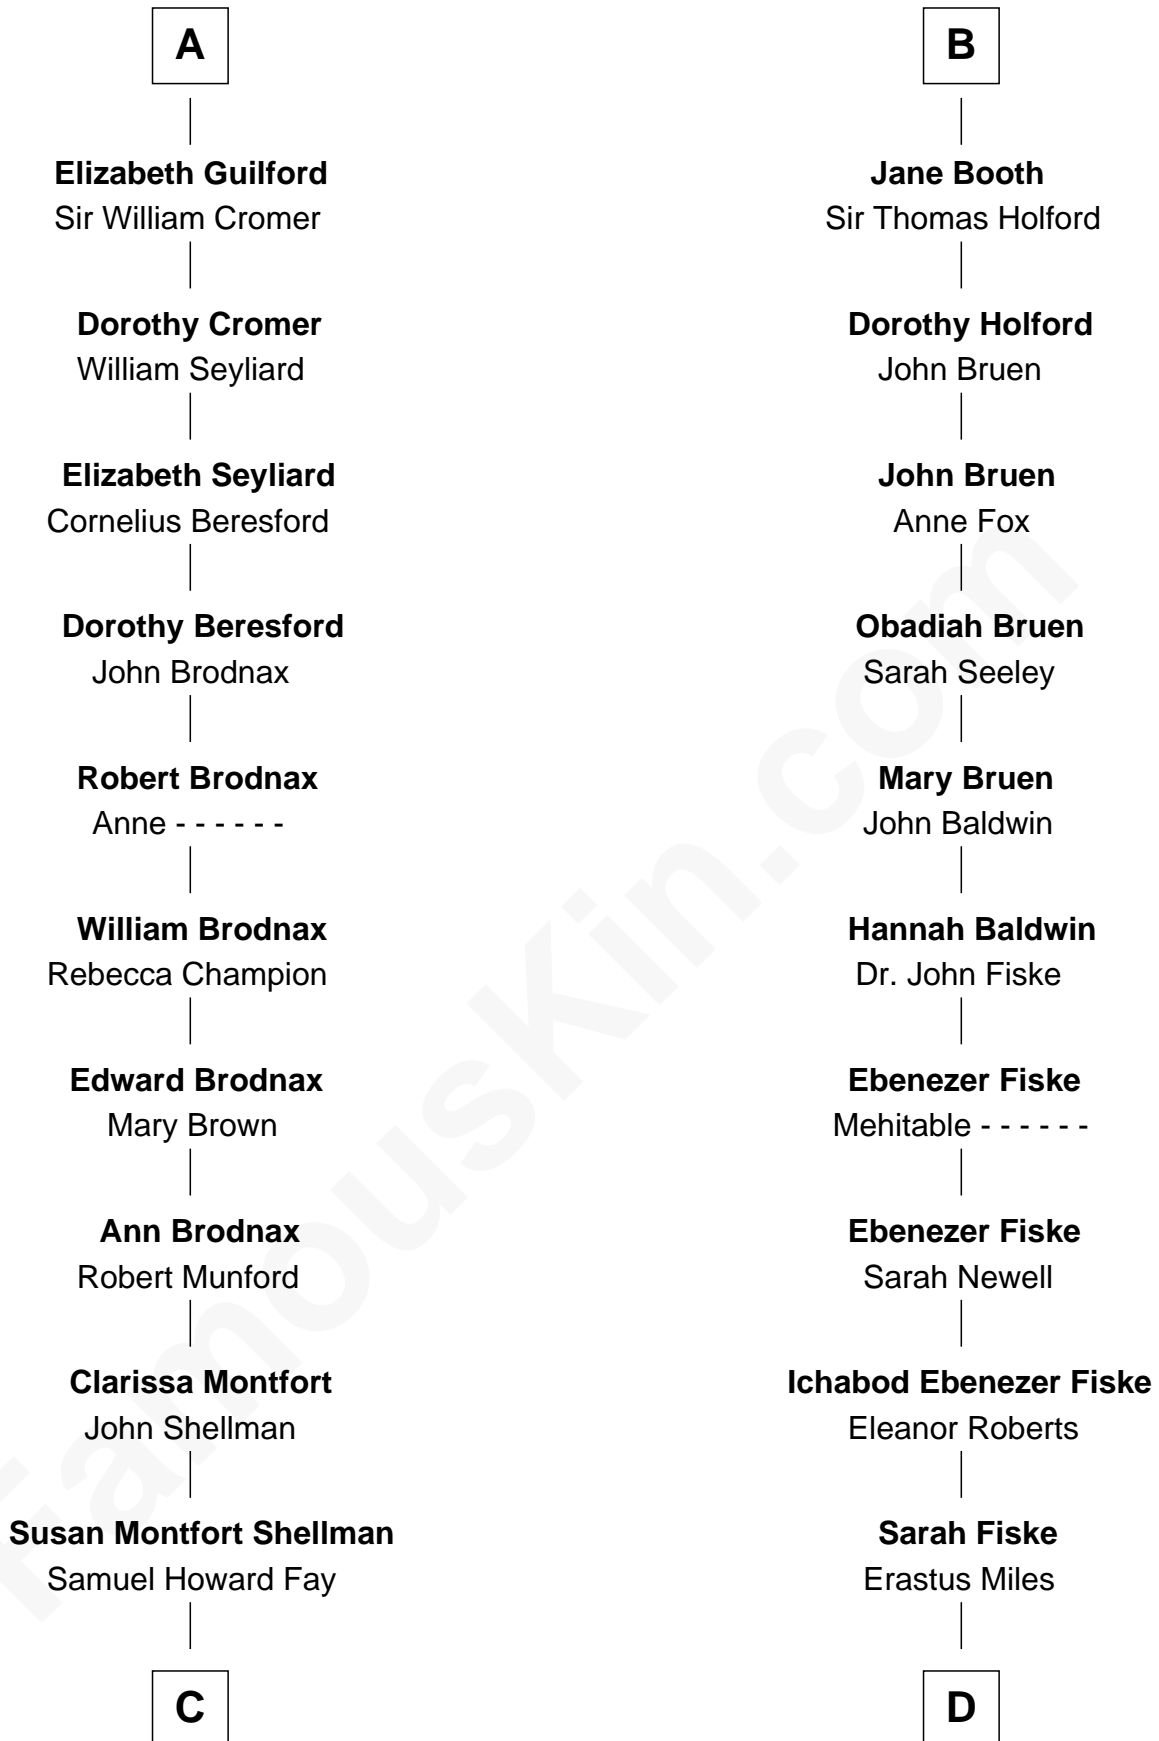 A
Elizabeth Guilford
Sir William Cromer
Dorothy Cromer
William Seyliard
Elizabeth Seyliard
Cornelius Beresford
Dorothy Beresford
John Brodnax
Robert Brodnax
Anne - - - - - -
William Brodnax
Rebecca Champion
Edward Brodnax
Mary Brown
Ann Brodnax
Robert Munford
Clarissa Montfort
John Shellman
Susan Montfort Shellman
Samuel Howard Fay
C
B
Jane Booth
Sir Thomas Holford
Dorothy Holford
John Bruen
John Bruen
Anne Fox
Obadiah Bruen
Sarah Seeley
Mary Bruen
John Baldwin
Hannah Baldwin
Dr. John Fiske
Ebenezer Fiske
Mehitable - - - - - -
Ebenezer Fiske
Sarah Newell
Ichabod Ebenezer Fiske
Eleanor Roberts
Sarah Fiske
Erastus Miles
D
FamousKin.com